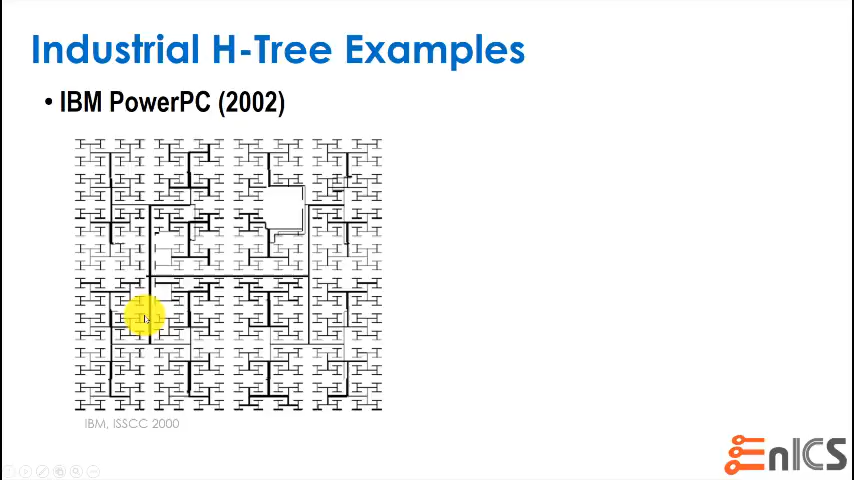 Industrial H-Tree Examples
• IBM PowerPC (2002)
IBM, ISSCC 2000
EnICS